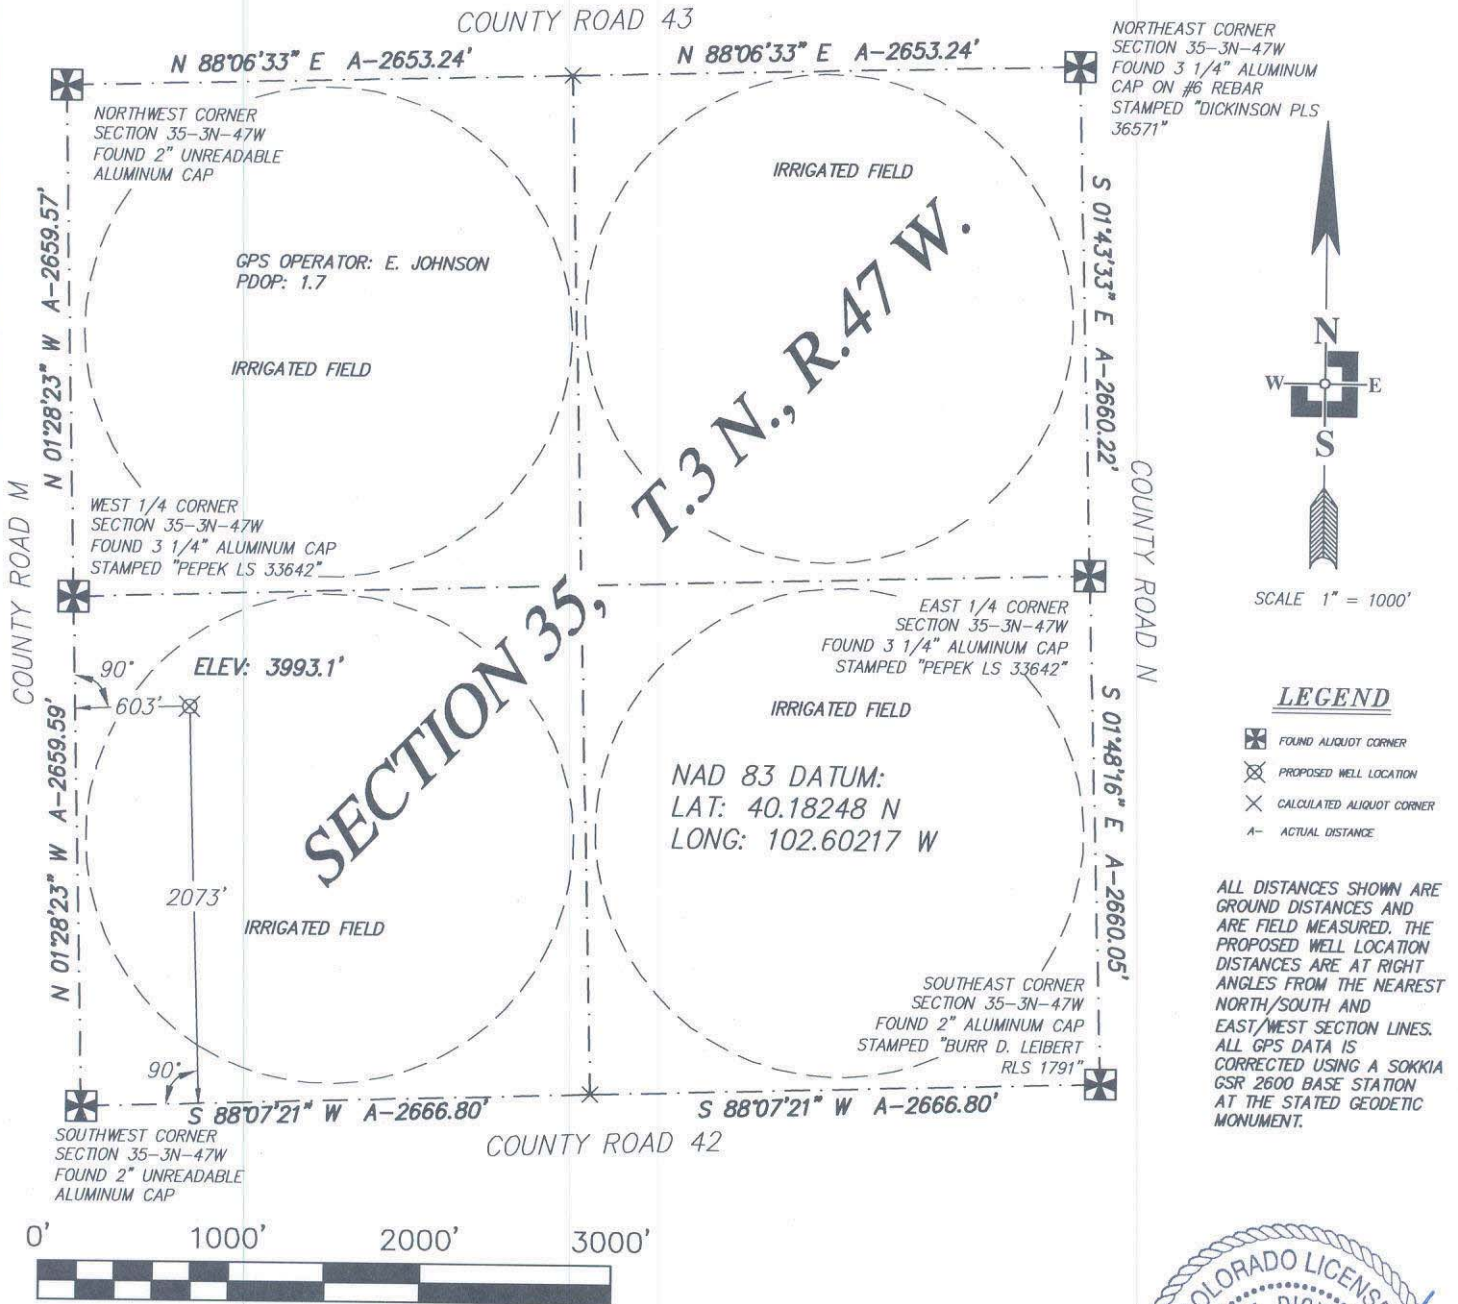 COUNTY ROAD 43
N 88°06'33" E A-2653.24'
N 88°06'33" E A-2653.24'
NORTHEAST CORNER
SECTION 35-3N-47W
FOUND 3 1/4" ALUMINUM
CAP ON #6 REBAR
STAMPED "DICKINSON PLS
36571"
NORTHWEST CORNER
SECTION 35-3N-47W
FOUND 2" UNREADABLE
ALUMINUM CAP
IRRIGATED FIELD
N 01°28'23" W A-2659.57'
GPS OPERATOR: E. JOHNSON
PDOP: 1.7
IRRIGATED FIELD
S 01°43'33" E A-2660.22'
SECTION 35, T.3 N., R.47 W.
N
W E
S
COUNTY ROAD M
WEST 1/4 CORNER
SECTION 35-3N-47W
FOUND 3 1/4" ALUMINUM CAP
STAMPED "PEPEK LS 33642"
COUNTY ROAD N
SCALE 1" = 1000'
EAST 1/4 CORNER
SECTION 35-3N-47W
FOUND 3 1/4" ALUMINUM CAP
STAMPED "PEPEK LS 33642"
90°
ELEV: 3993.1'
603'
IRRIGATED FIELD
N 01°28'23" W A-2659.59'
S 01°48'16" E A-2660.05'
NAD 83 DATUM:
LAT: 40.18248 N
LONG: 102.60217 W
2073'
IRRIGATED FIELD
LEGEND
FOUND ALIQUOT CORNER
PROPOSED WELL LOCATION
CALCULATED ALIQUOT CORNER
A- ACTUAL DISTANCE
ALL DISTANCES SHOWN ARE
GROUND DISTANCES AND
ARE FIELD MEASURED. THE
PROPOSED WELL LOCATION
DISTANCES ARE AT RIGHT
ANGLES FROM THE NEAREST
NORTH/SOUTH AND
EAST/WEST SECTION LINES.
ALL GPS DATA IS
CORRECTED USING A SOKKIA
GSR 2600 BASE STATION
AT THE STATED GEODETIC
MONUMENT.
SOUTHEAST CORNER
SECTION 35-3N-47W
FOUND 2" ALUMINUM CAP
STAMPED "BURR D. LEIBERT
RLS 1791"
90°
S 88°07'21" W A-2666.80'
S 88°07'21" W A-2666.80'
COUNTY ROAD 42
SOUTHWEST CORNER
SECTION 35-3N-47W
FOUND 2" UNREADABLE
ALUMINUM CAP
0' 1000' 2000' 3000'
OLORADO LICENS